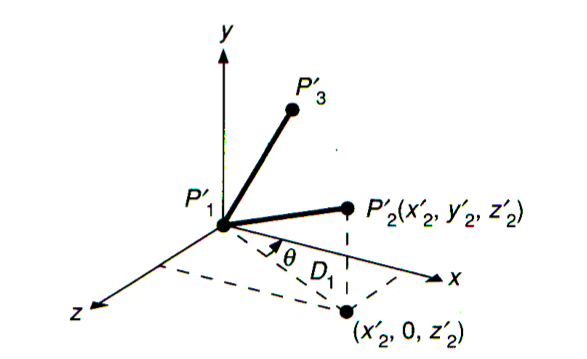 y
P′3
P′1
P′2(x′2, y′2, z′2)
θ
D1
x
z
(x′2, 0, z′2)